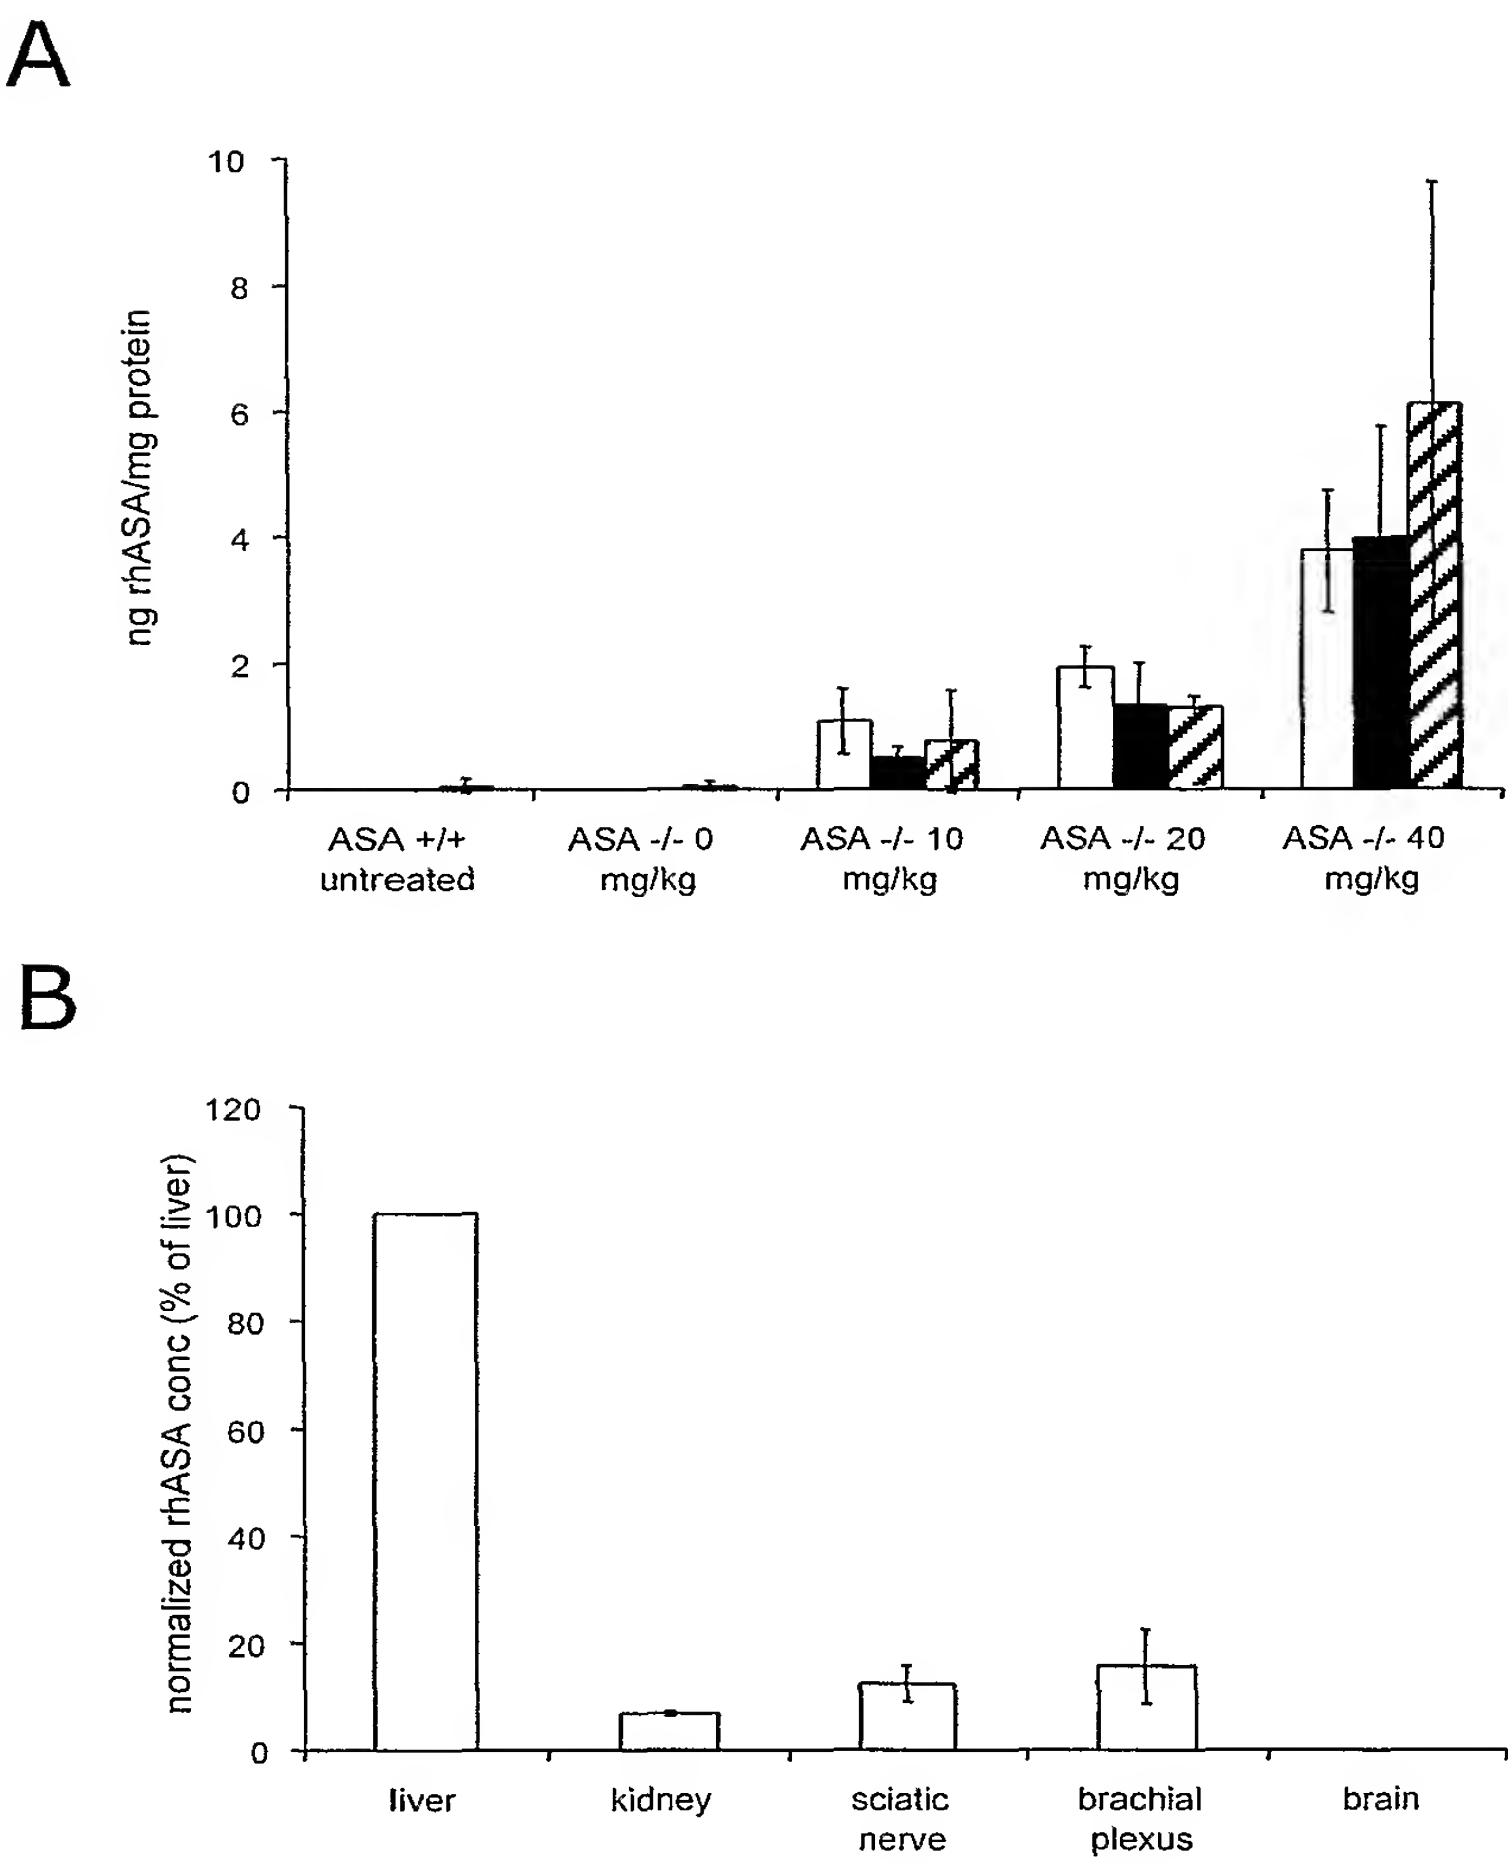 A
10
8
6
4
2
0
ng rhASA/mg protein
ASA +/+ untreated
ASA -/- 0 mg/kg
ASA -/- 10 mg/kg
ASA -/- 20 mg/kg
ASA -/- 40 mg/kg
B
120
100
80
60
40
20
0
normalized rhASA conc (% of liver)
liver
kidney
sciatic nerve
brachial plexus
brain